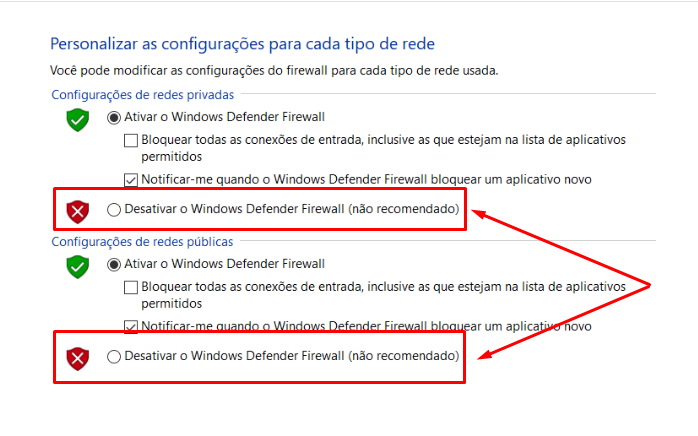 Personalizar as configurações para cada tipo de rede
Você pode modificar as configurações do firewall para cada tipo de rede usada.
Configurações de redes privadas
Ativar o Windows Defender Firewall
Bloquear todas as conexões de entrada, inclusive as que estejam na lista de aplicativos
permitidos
Notificar-me quando o Windows Defender Firewall bloquear um aplicativo novo
Desativar o Windows Defender Firewall (não recomendado)
Configurações de redes públicas
Ativar o Windows Defender Firewall
Bloquear todas as conexões de entrada, inclusive as que estejam na lista de aplicativos
permitidos
Notificar-me quando o Windows Defender Firewall bloquear um aplicativo novo
Desativar o Windows Defender Firewall (não recomendado)